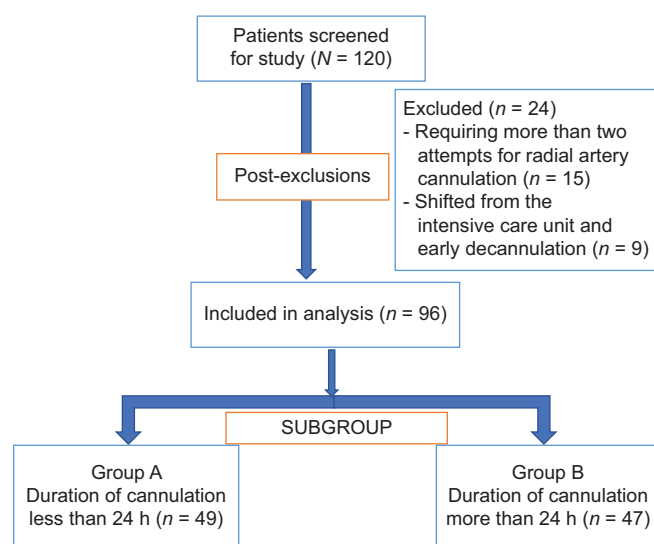 Patients screened
for study (N = 120)
Excluded (n = 24)
- Requiring more than two
attempts for radial artery
cannulation (n = 15)
- Shifted from the
intensive care unit and
early decannulation (n = 9)
Post-exclusions
Included in analysis (n = 96)
SUBGROUP
Group A
Duration of cannulation
less than 24 h (n = 49)
Group B
Duration of cannulation
more than 24 h (n = 47)